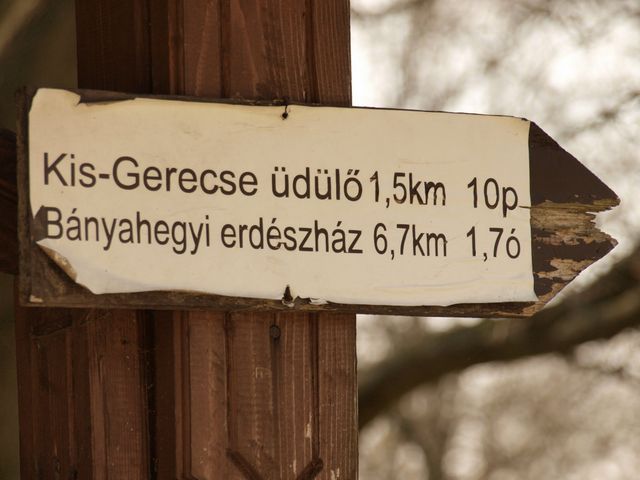 Kis-Gerecse üdülő 1,5km 10p
Bányahegyi erdészház 6,7km 1,7ó